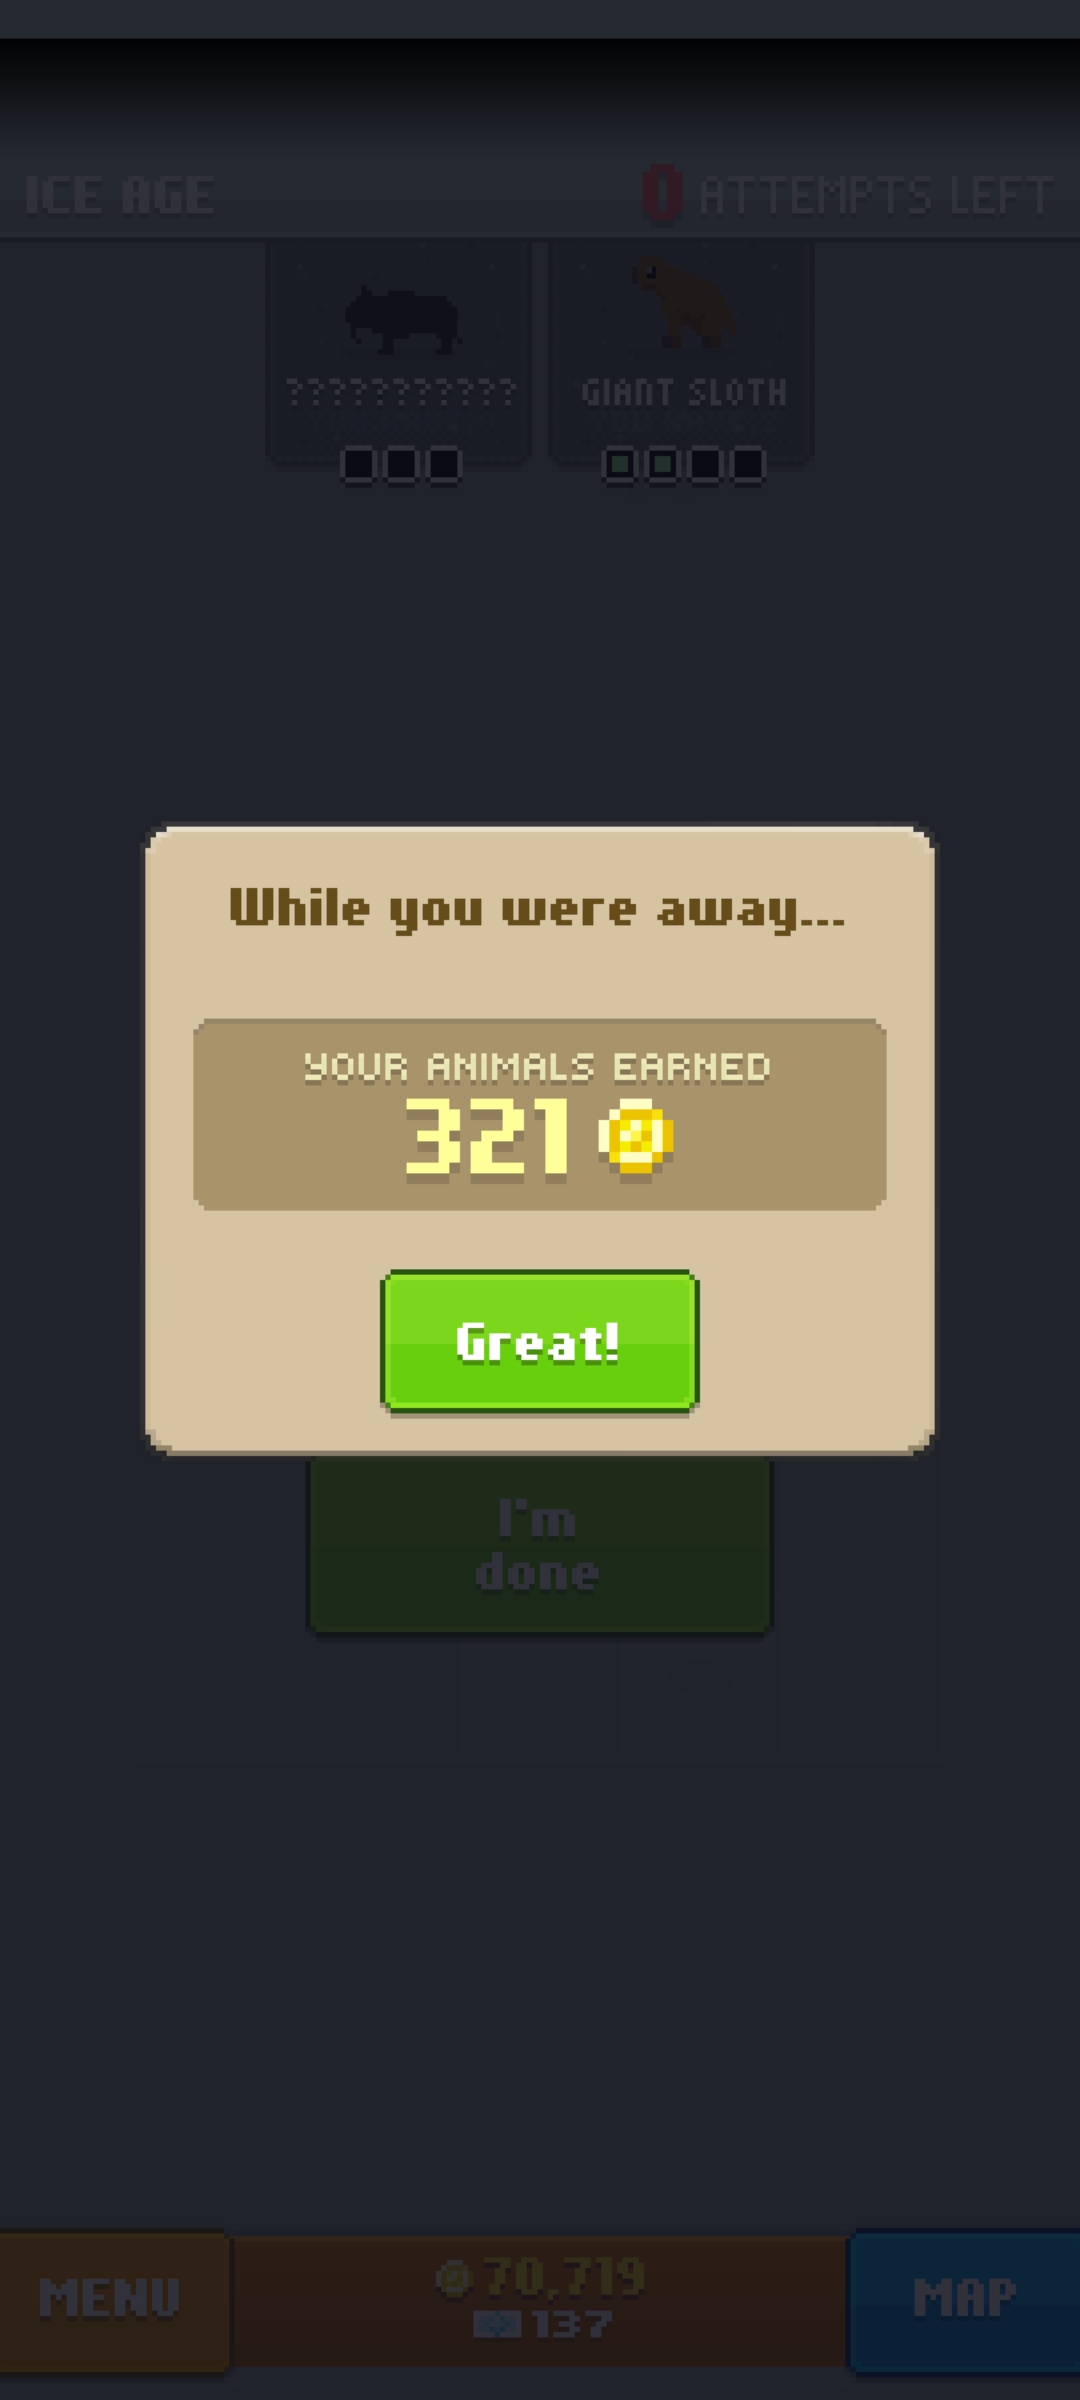 ICE AGE
0 ATTEMPTS LEFT
???????????
GIANT SLOTH
While you were away...
YOUR ANIMALS EARNED
321
Great!
I'm
done
MENU
70,719
137
MAP